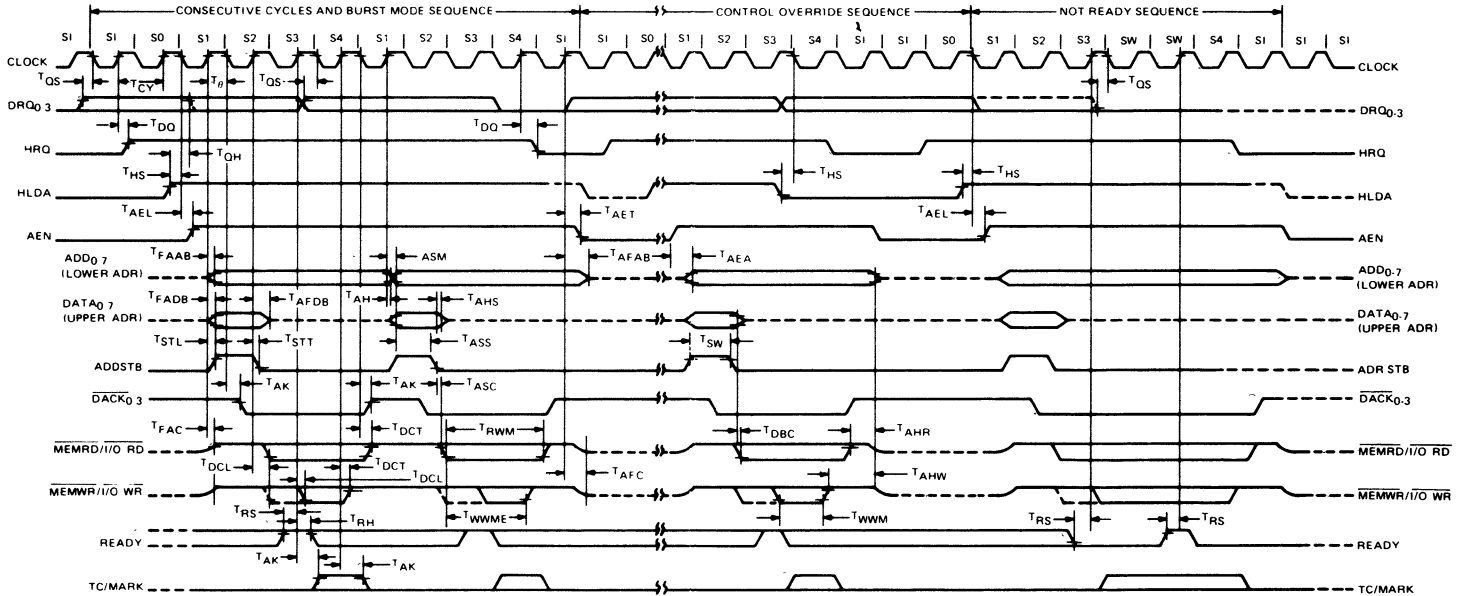 CONSECUTIVE CYCLES AND BURST MODE SEQUENCE CONTROL OVERRIDE SEQUENCE NOT READY SEQUENCE
SI SI S0 S1 S2 S3 S4 S1 S2 S3 S4 SI SI S0 S1 S2 S3 S4 SI SI S0 S1 S2 S3 SW SW S4 SI SI SI
CLOCK CLOCK
TQS TCY Tθ TQS TQS
DRQ0-3 DRQ0-3
TDQ TDQ
HRQ HRQ
TQH
THS THS THS
HLDA HLDA
TAEL TAET TAEL
AEN AEN
TFAAB ASM TAFAB TAEA
ADD0-7 ADD0-7
(LOWER ADR) (LOWER ADR)
TFADB TAFDB TAH TAHS
DATA0-7 DATA0-7
(UPPER ADR) (UPPER ADR)
TSTL TSTT TASS TSW
ADDSTB ADR STB
TAK TAK TASC
DACK0-3 DACK0-3
TFAC TDCT TRWM TDBC TAHR
MEMRD/I/O RD MEMRD/I/O RD
TDCL TDCT TDCL TAFC TAHW
MEMWR/I/O WR MEMWR/I/O WR
TRS TRH TWWME TWWM TRS TRS
READY READY
TAK TAK
TC/MARK TC/MARK